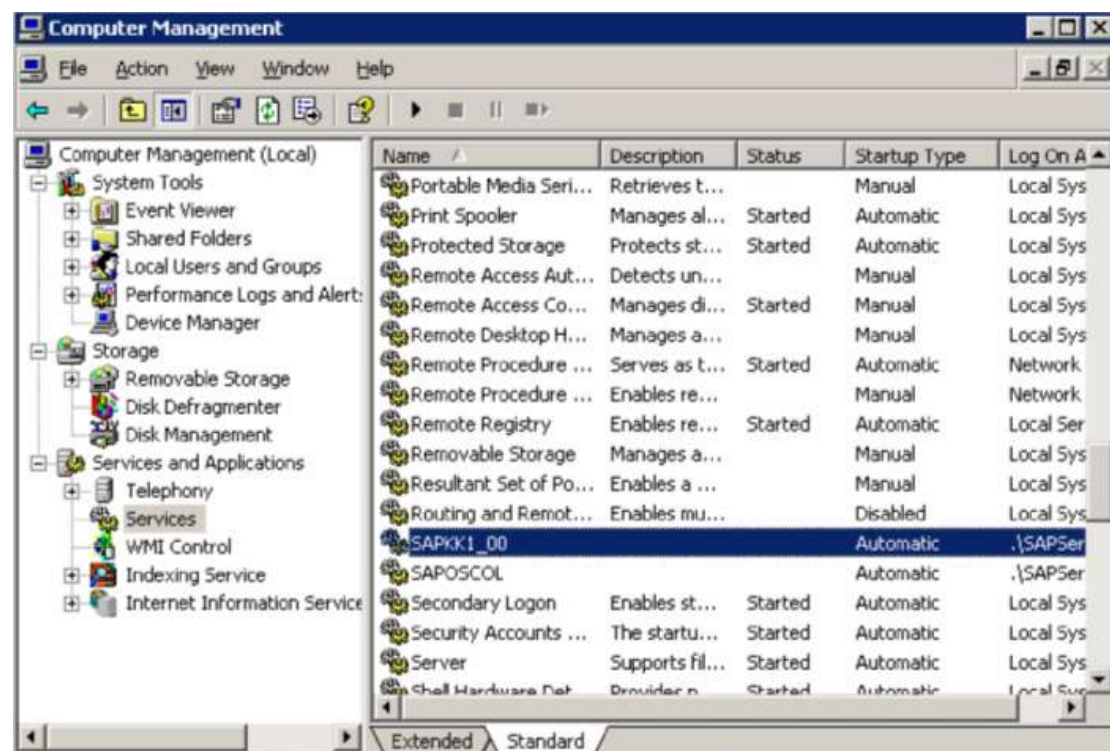 Computer Management
File Action View Window Help
Computer Management (Local)
System Tools
Event Viewer
Shared Folders
Local Users and Groups
Performance Logs and Alert:
Device Manager
Storage
Removable Storage
Disk Defragmenter
Disk Management
Services and Applications
Telephony
Services
WMI Control
Indexing Service
Internet Information Service
Name Description Status Startup Type Log On A
Portable Media Seri... Retrieves t... Manual Local Sys
Print Spooler Manages al... Started Automatic Local Sys
Protected Storage Protects st... Started Automatic Local Sys
Remote Access Aut... Detects un... Manual Local Sys
Remote Access Co... Manages di... Started Manual Local Sys
Remote Desktop H... Manages a... Manual Local Sys
Remote Procedure ... Serves as t... Started Automatic Network
Remote Procedure ... Enables re... Manual Network
Remote Registry Enables re... Started Automatic Local Ser
Removable Storage Manages a... Manual Local Sys
Resultant Set of Po... Enables a ... Manual Local Sys
Routing and Remot... Enables mu... Disabled Local Sys
SAPKK1_00 Automatic .\SAPSer
SAPOSCOL Automatic .\SAPSer
Secondary Logon Enables st... Started Automatic Local Sys
Security Accounts ... The startu... Started Automatic Local Sys
Server Supports fil... Started Automatic Local Sys
Shell Hardware Det Provides n Started Automatic Local Sys
Extended Standard